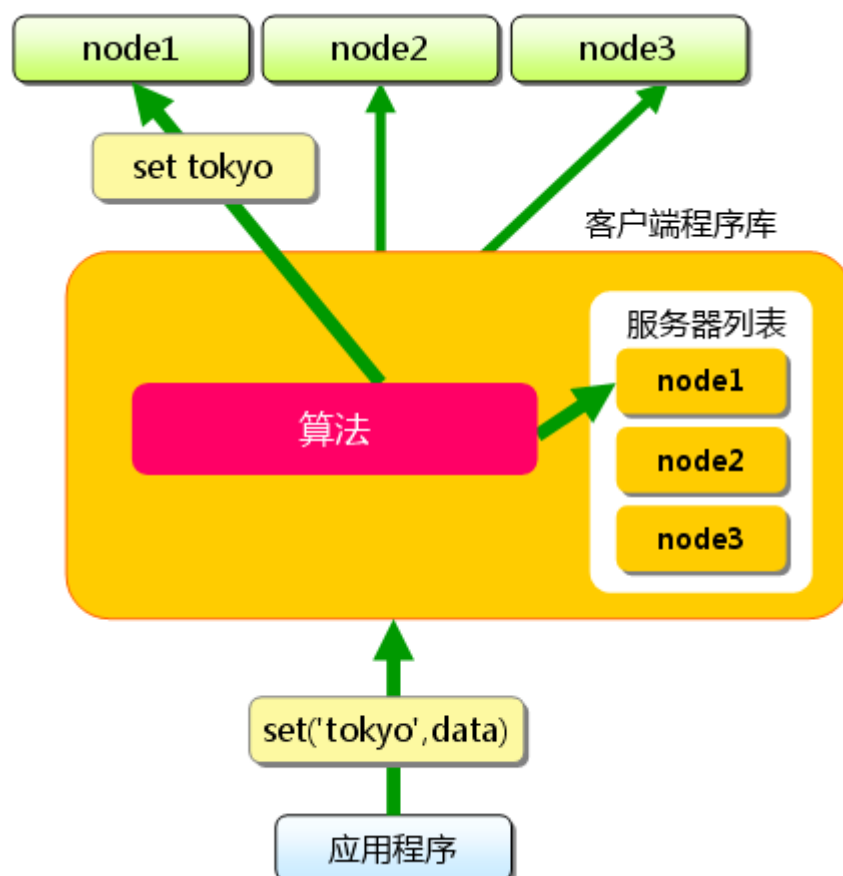 node1
node2
node3
set tokyo
客户端程序库
服务器列表
node1
算法
node2
node3
set('tokyo',data)
应用程序